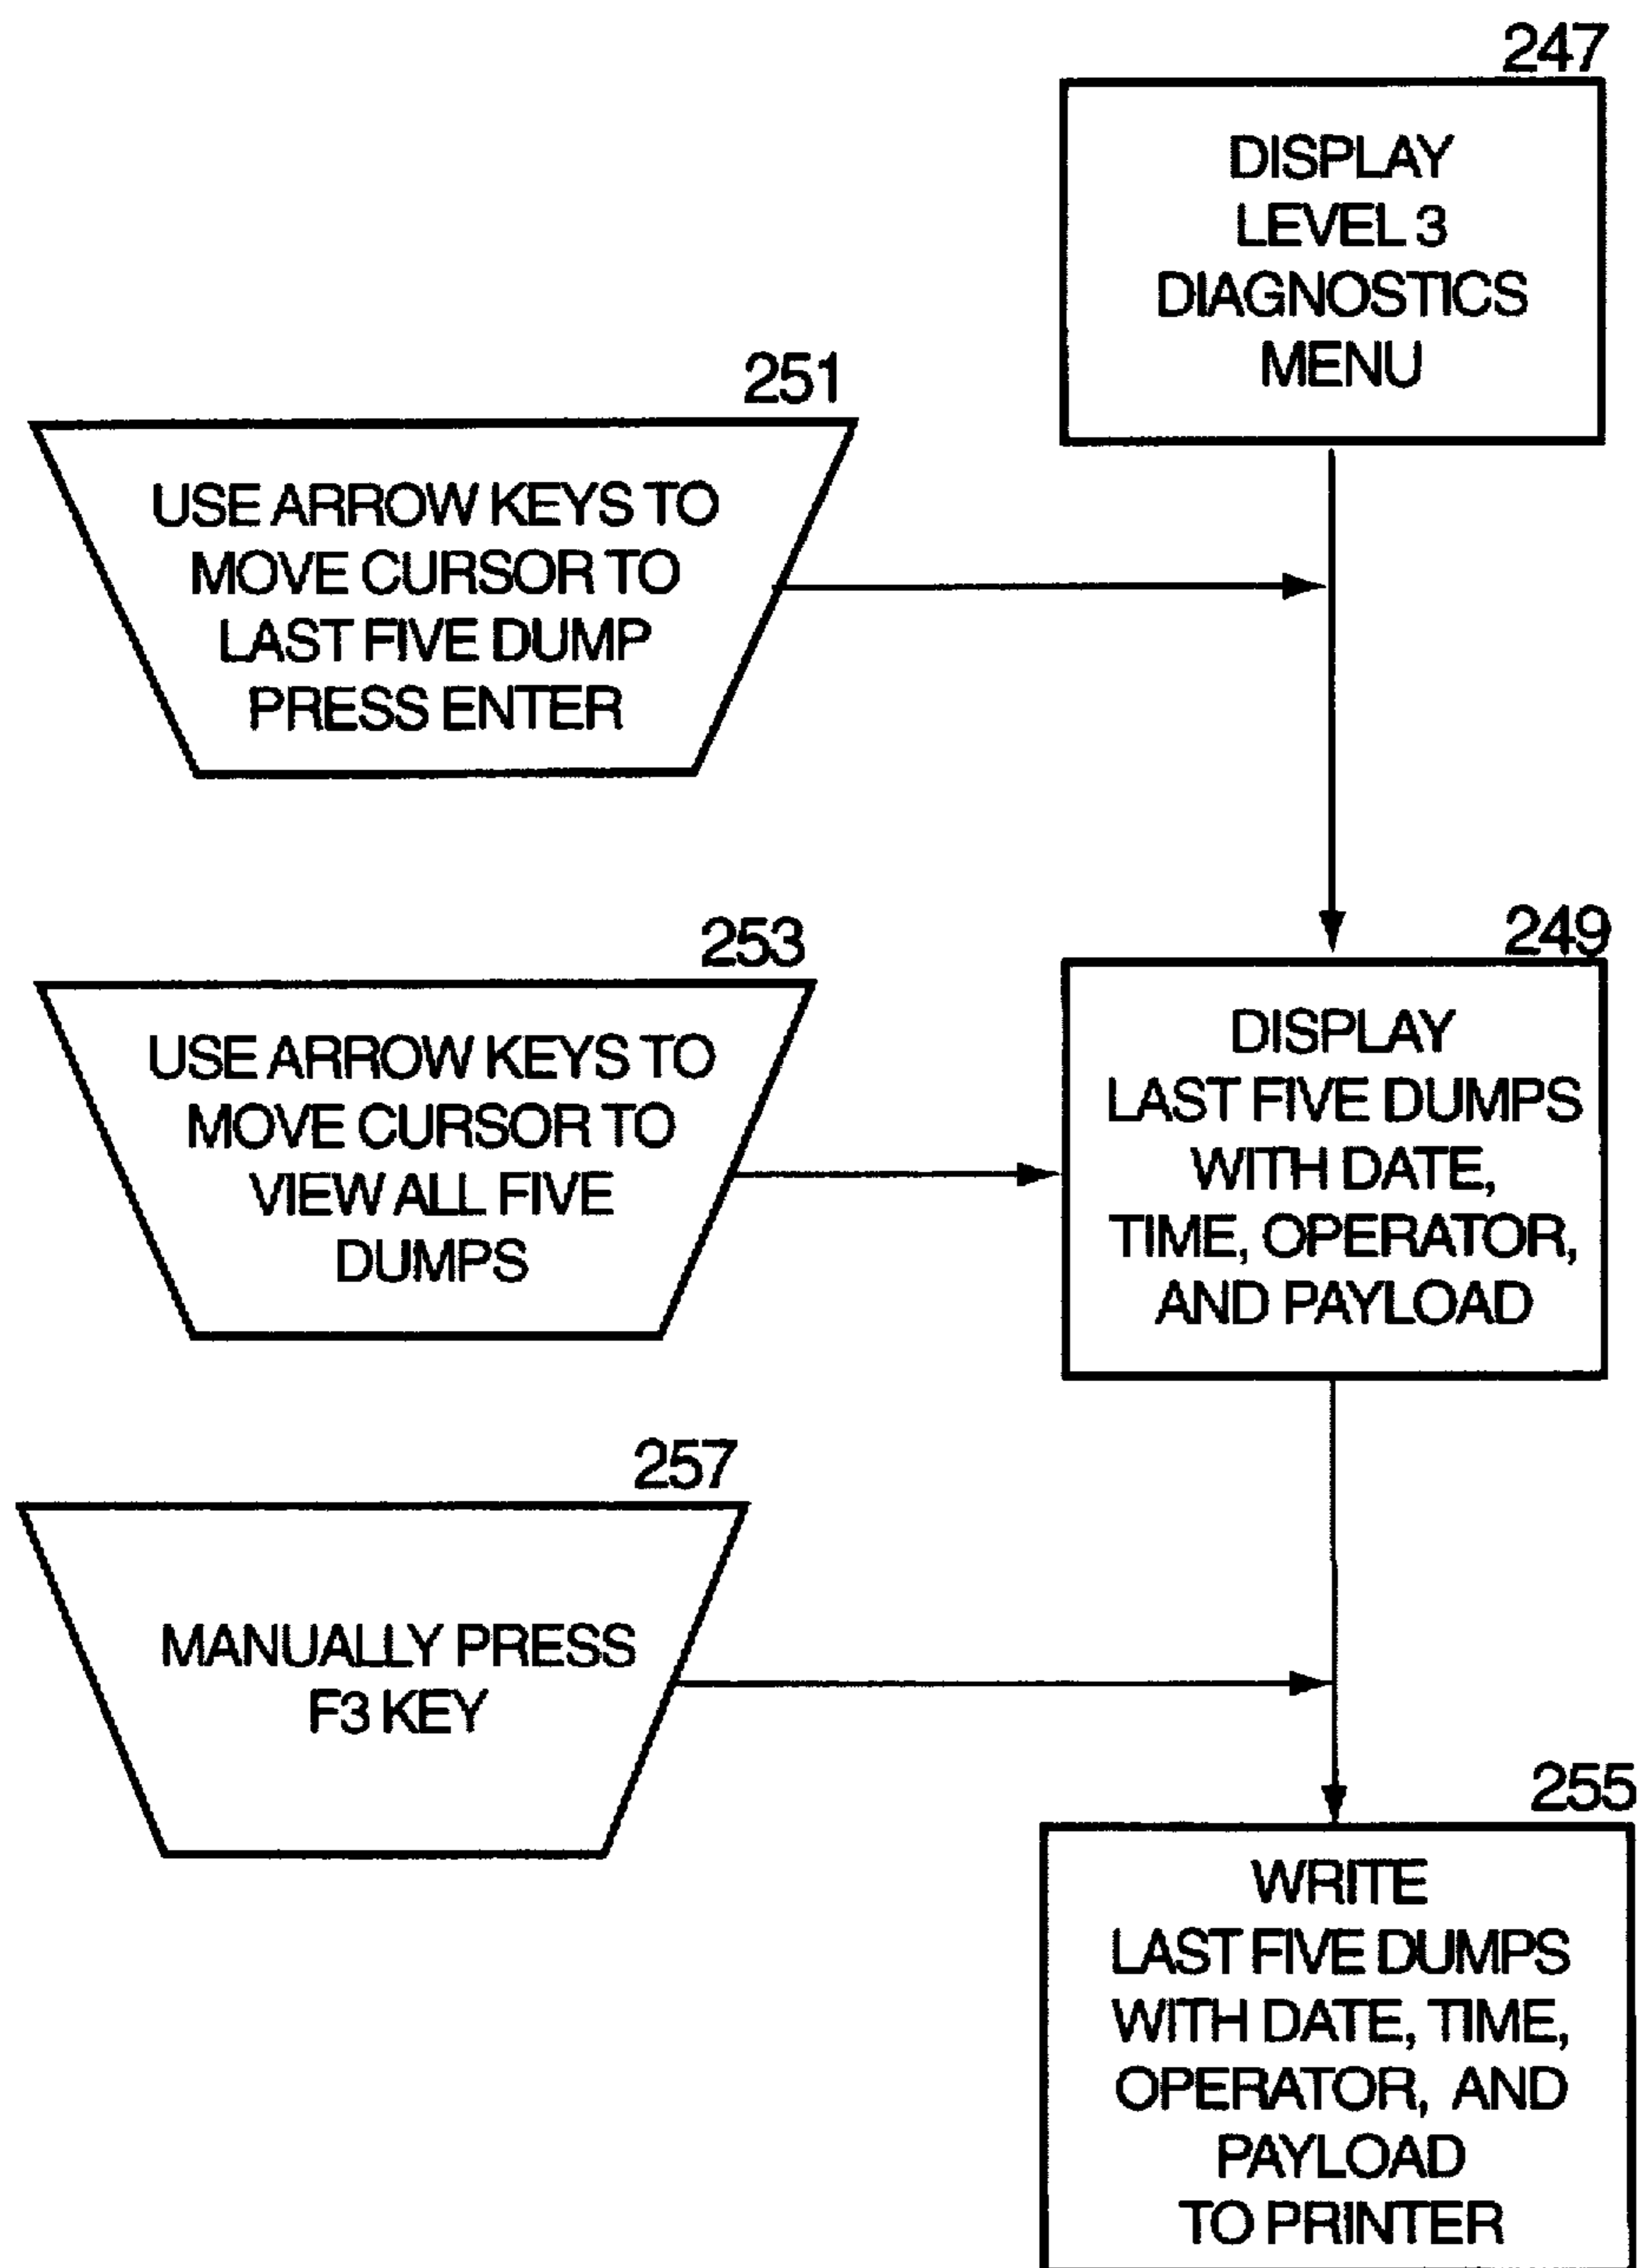 247
DISPLAY
LEVEL 3
DIAGNOSTICS
MENU
251
USE ARROW KEYS TO
MOVE CURSOR TO
LAST FIVE DUMP
PRESS ENTER
253
USE ARROW KEYS TO
MOVE CURSOR TO
VIEW ALL FIVE
DUMPS
249
DISPLAY
LAST FIVE DUMPS
WITH DATE,
TIME, OPERATOR,
AND PAYLOAD
257
MANUALLY PRESS
F3 KEY
255
WRITE
LAST FIVE DUMPS
WITH DATE, TIME,
OPERATOR, AND
PAYLOAD
TO PRINTER